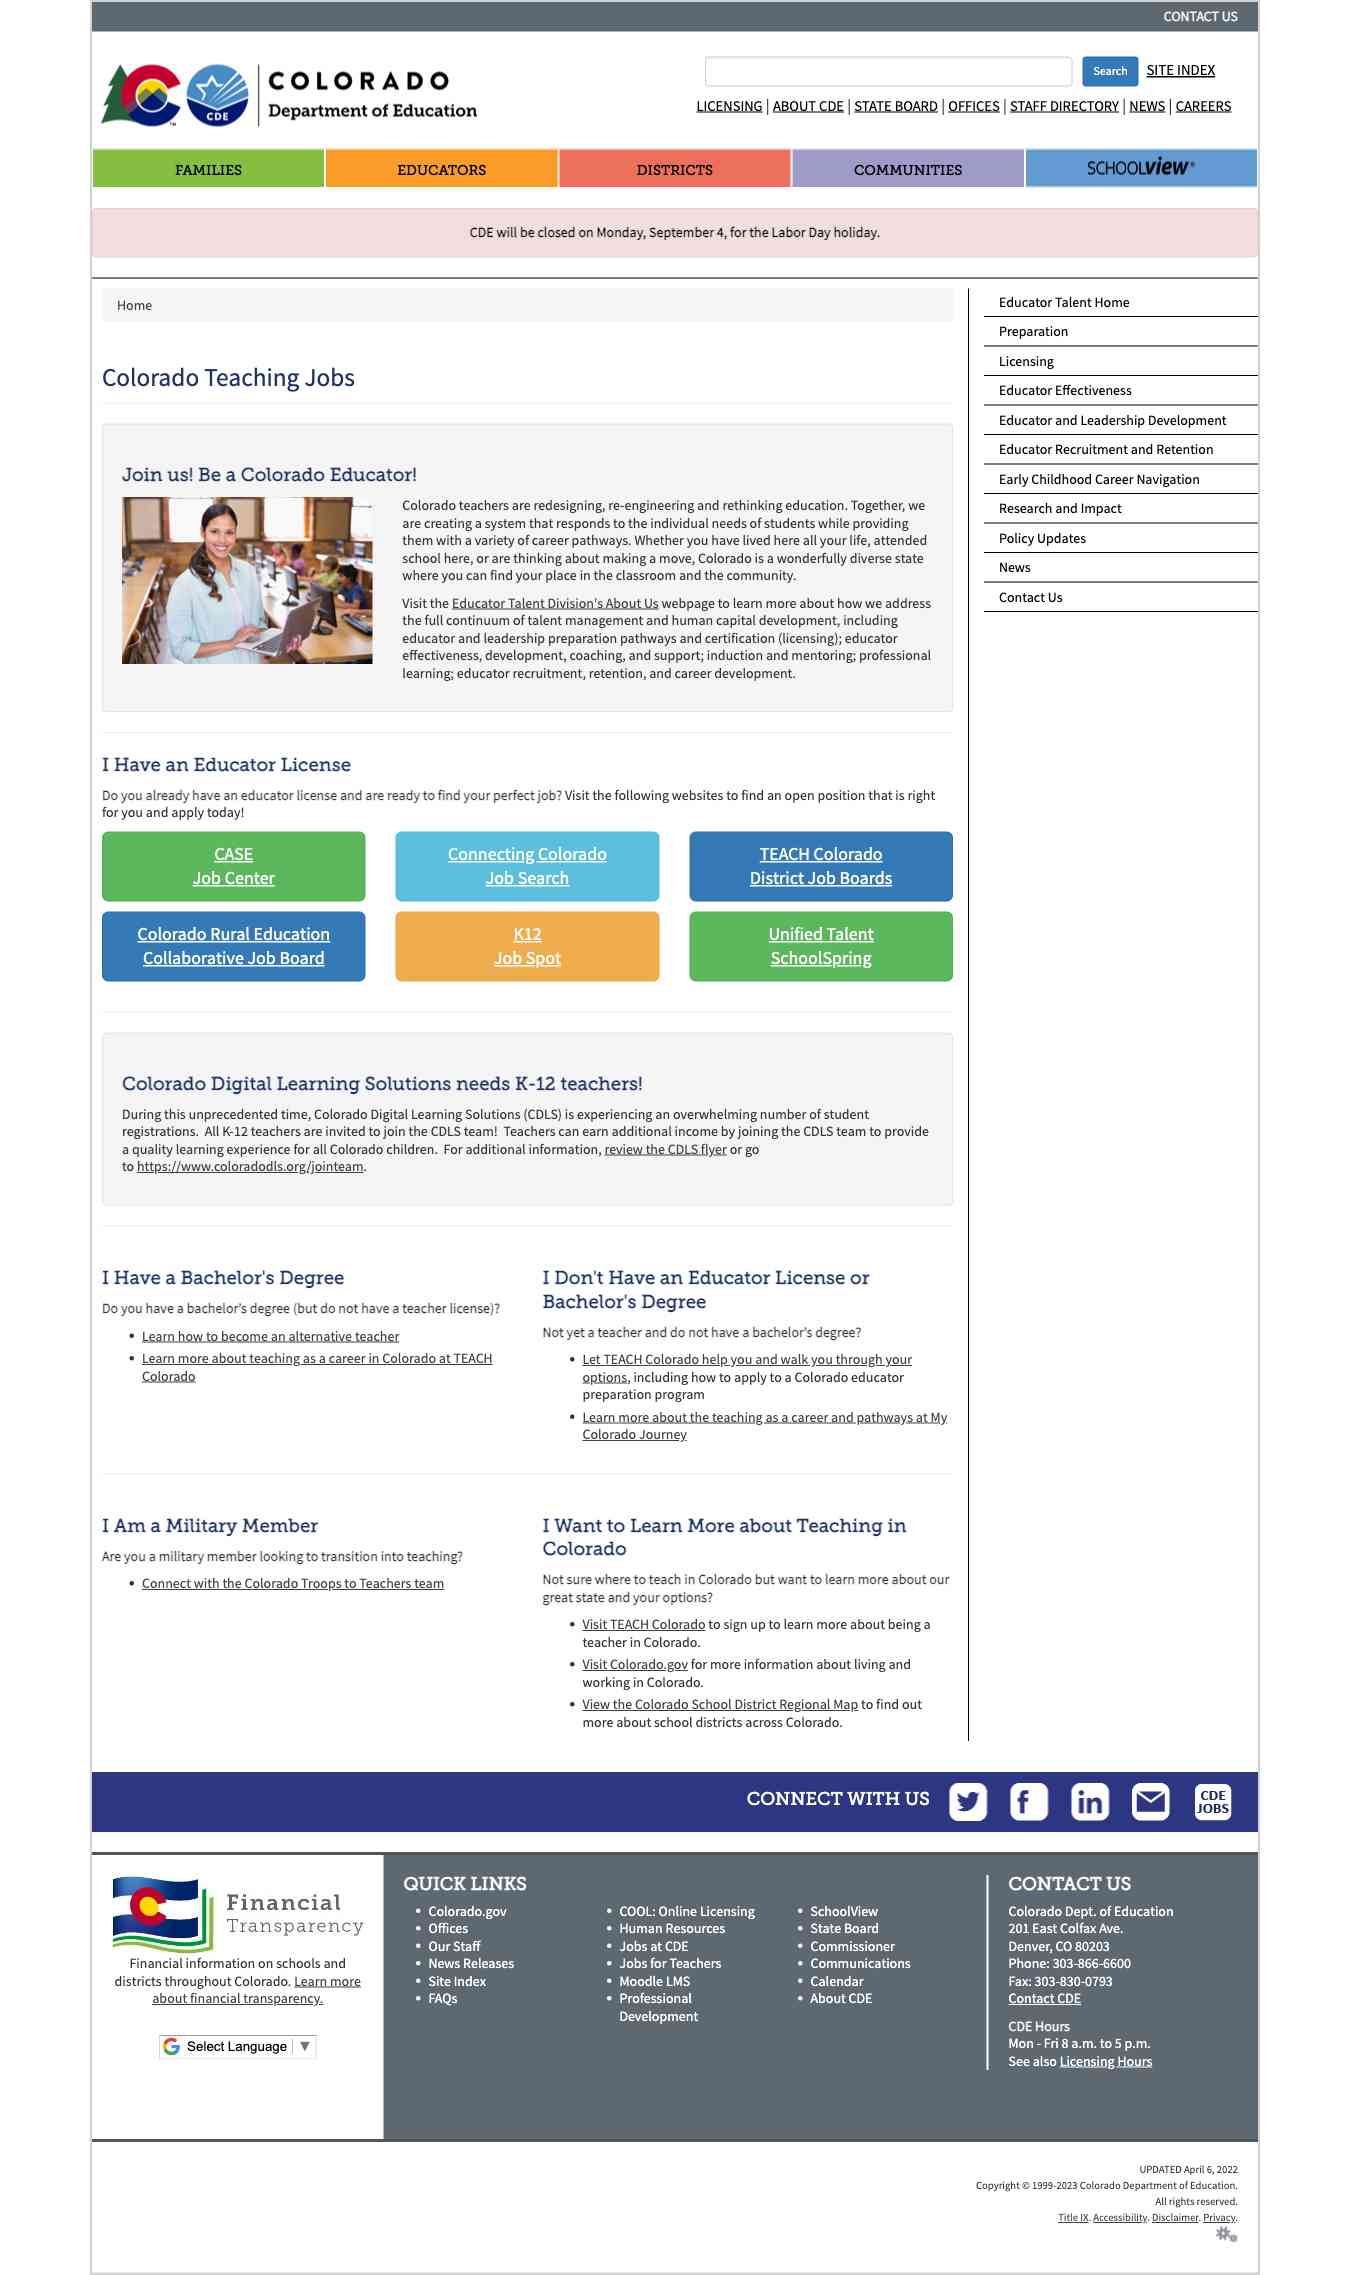 CONTACT US
CDE
TM
COLORADO
Department of Education
Search
SITE INDEX
LICENSING | ABOUT CDE | STATE BOARD | OFFICES | STAFF DIRECTORY | NEWS | CAREERS
FAMILIES
EDUCATORS
DISTRICTS
COMMUNITIES
SCHOOLview®
CDE will be closed on Monday, September 4, for the Labor Day holiday.
Home
Colorado Teaching Jobs
Join us! Be a Colorado Educator!
Colorado teachers are redesigning, re-engineering and rethinking education. Together, we
are creating a system that responds to the individual needs of students while providing
them with a variety of career pathways. Whether you have lived here all your life, attended
school here, or are thinking about making a move, Colorado is a wonderfully diverse state
where you can find your place in the classroom and the community.
Visit the Educator Talent Division's About Us webpage to learn more about how we address
the full continuum of talent management and human capital development, including
educator and leadership preparation pathways and certification (licensing); educator
effectiveness, development, coaching, and support; induction and mentoring; professional
learning; educator recruitment, retention, and career development.
I Have an Educator License
Do you already have an educator license and are ready to find your perfect job? Visit the following websites to find an open position that is right
for you and apply today!
CASE
Job Center
Connecting Colorado
Job Search
TEACH Colorado
District Job Boards
Colorado Rural Education
Collaborative Job Board
K12
Job Spot
Unified Talent
SchoolSpring
Colorado Digital Learning Solutions needs K-12 teachers!
During this unprecedented time, Colorado Digital Learning Solutions (CDLS) is experiencing an overwhelming number of student
registrations. All K-12 teachers are invited to join the CDLS team! Teachers can earn additional income by joining the CDLS team to provide
a quality learning experience for all Colorado children. For additional information, review the CDLS flyer or go
to https://www.coloradodls.org/jointeam.
I Have a Bachelor's Degree
Do you have a bachelor's degree (but do not have a teacher license)?
• Learn how to become an alternative teacher
• Learn more about teaching as a career in Colorado at TEACH
Colorado
I Don't Have an Educator License or
Bachelor's Degree
Not yet a teacher and do not have a bachelor's degree?
• Let TEACH Colorado help you and walk you through your
options, including how to apply to a Colorado educator
preparation program
• Learn more about the teaching as a career and pathways at My
Colorado Journey
I Am a Military Member
Are you a military member looking to transition into teaching?
• Connect with the Colorado Troops to Teachers team
I Want to Learn More about Teaching in
Colorado
Not sure where to teach in Colorado but want to learn more about our
great state and your options?
• Visit TEACH Colorado to sign up to learn more about being a
teacher in Colorado.
• Visit Colorado.gov for more information about living and
working in Colorado.
• View the Colorado School District Regional Map to find out
more about school districts across Colorado.
Educator Talent Home
Preparation
Licensing
Educator Effectiveness
Educator and Leadership Development
Educator Recruitment and Retention
Early Childhood Career Navigation
Research and Impact
Policy Updates
News
Contact Us
CONNECT WITH US
CDE
JOBS
Financial
Transparency
Financial information on schools and
districts throughout Colorado. Learn more
about financial transparency.
Select Language ▼
QUICK LINKS
• Colorado.gov
• Offices
• Our Staff
• News Releases
• Site Index
• FAQs
• COOL: Online Licensing
• Human Resources
• Jobs at CDE
• Jobs for Teachers
• Moodle LMS
• Professional
Development
• SchoolView
• State Board
• Commissioner
• Communications
• Calendar
• About CDE
CONTACT US
Colorado Dept. of Education
201 East Colfax Ave.
Denver, CO 80203
Phone: 303-866-6600
Fax: 303-830-0793
Contact CDE
CDE Hours
Mon - Fri 8 a.m. to 5 p.m.
See also Licensing Hours
UPDATED April 6, 2022
Copyright © 1999-2023 Colorado Department of Education.
All rights reserved.
Title IX. Accessibility. Disclaimer. Privacy.